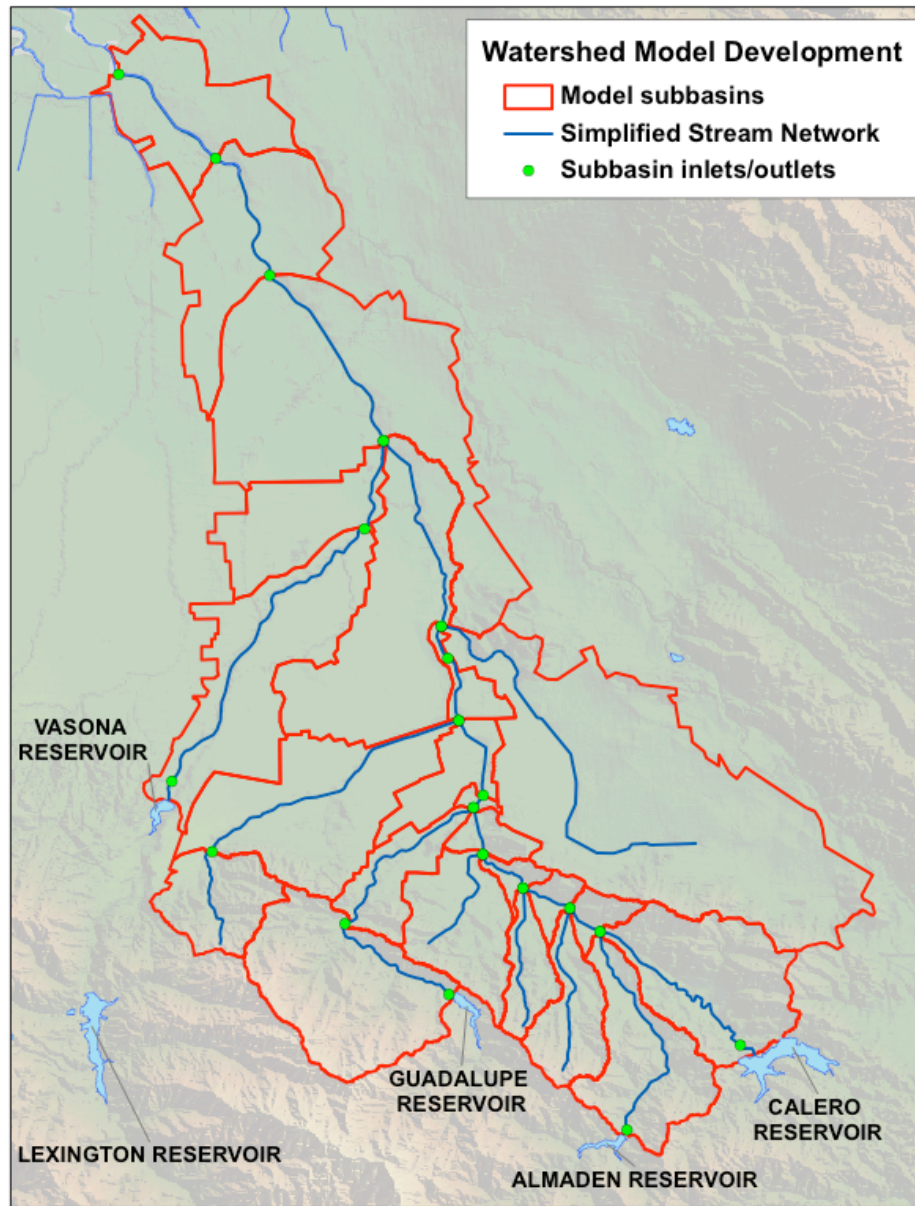 Watershed Model Development
Model subbasins
Simplified Stream Network
Subbasin inlets/outlets
VASONA
RESERVOIR
GUADALUPE
RESERVOIR
CALERO
RESERVOIR
LEXINGTON RESERVOIR
ALMADEN RESERVOIR